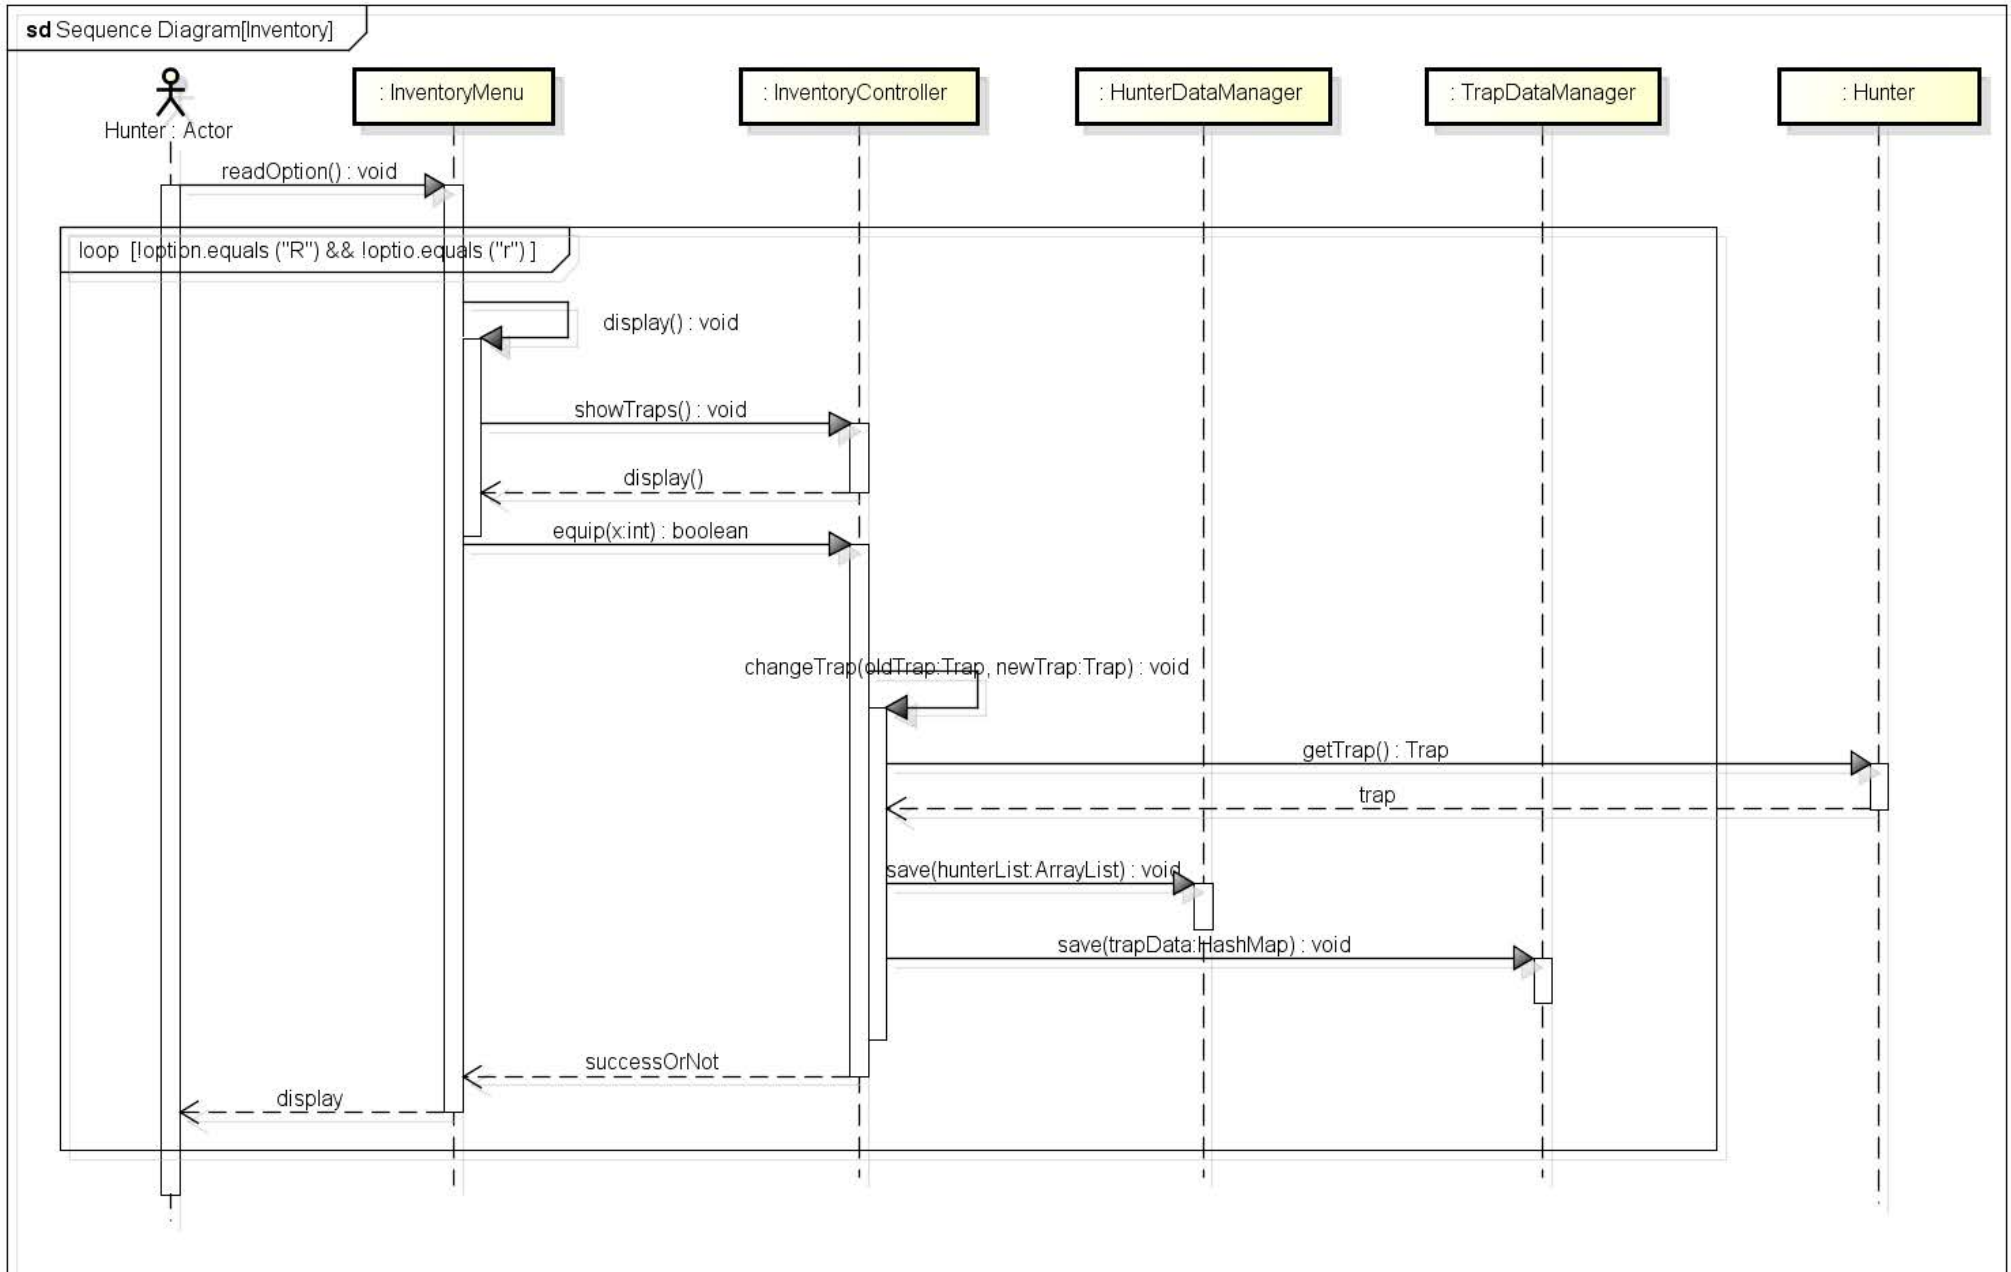 sd Sequence Diagram[Inventory]
Hunter : Actor
: InventoryMenu
: InventoryController
: HunterDataManager
: TrapDataManager
: Hunter
readOption() : void
loop [!option.equals ("R") && !optio.equals ("r") ]
display() : void
showTraps() : void
display()
equip(x:int) : boolean
changeTrap(oldTrap:Trap, newTrap:Trap) : void
getTrap() : Trap
trap
save(hunterList:ArrayList) : void
save(trapData:HashMap) : void
successOrNot
display